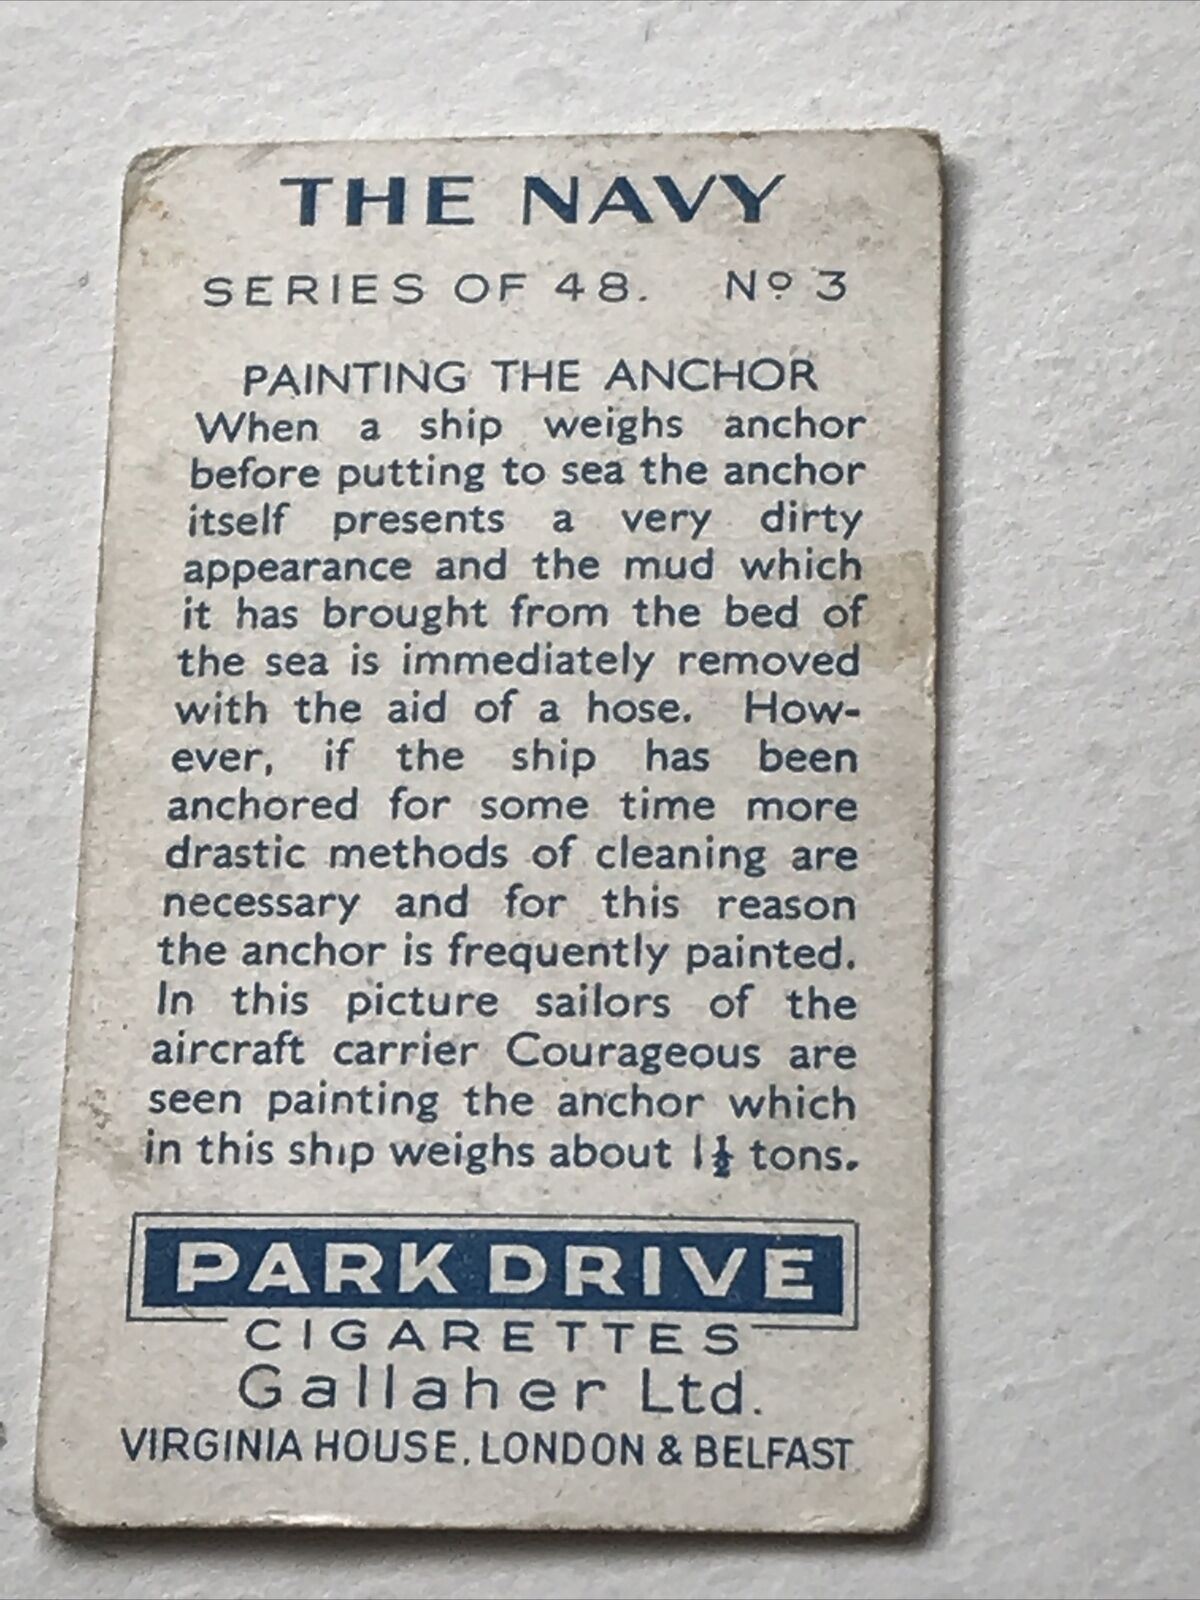 THE NAVY
SERIES OF 48. Nº 3
PAINTING THE ANCHOR
When a ship weighs anchor
before putting to sea the anchor
itself presents a very dirty
appearance and the mud which
it has brought from the bed of
the sea is immediately removed
with the aid of a hose. How-
ever, if the ship has been
anchored for some time more
drastic methods of cleaning are
necessary and for this reason
the anchor is frequently painted.
In this picture sailors of the
aircraft carrier Courageous are
seen painting the anchor which
in this ship weighs about 1½ tons.
PARK DRIVE
CIGARETTES
Gallaher Ltd.
VIRGINIA HOUSE, LONDON & BELFAST